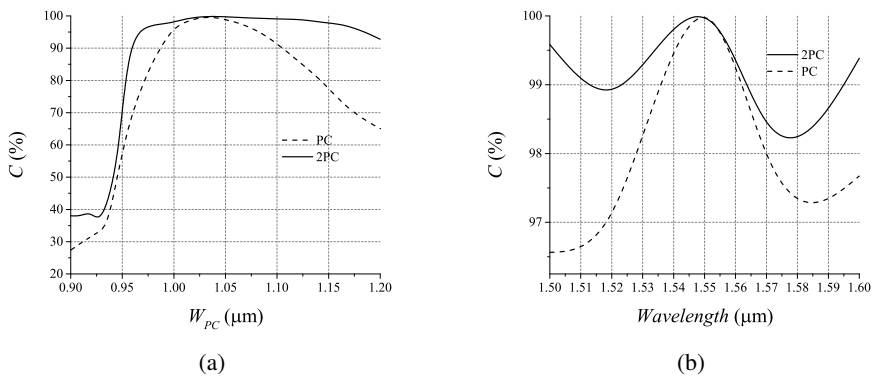 100
90
80
70
60
50
40
30
20
C (%)
PC
2PC
0.90 0.95 1.00 1.05 1.10 1.15 1.20
W_PC (μm)
(a)
100
99
98
97
C (%)
2PC
PC
1.50 1.51 1.52 1.53 1.54 1.55 1.56 1.57 1.58 1.59 1.60
Wavelength (μm)
(b)